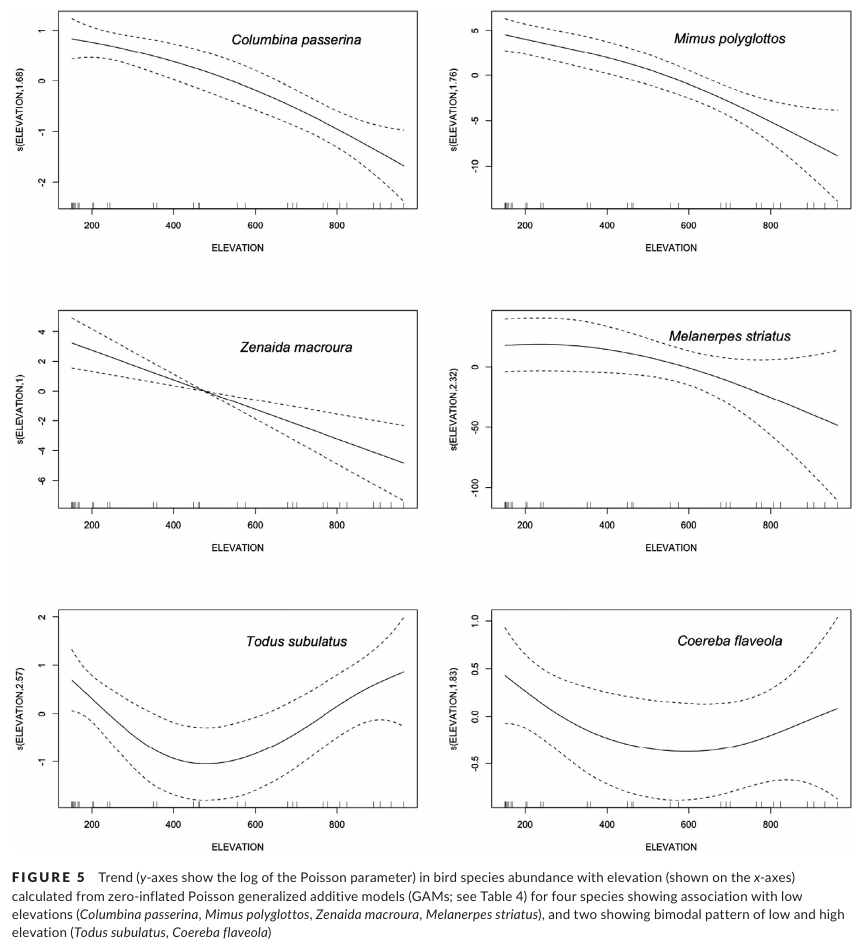 Columbina passerina
s(ELEVATION,1.68)
1
0
-1
-2
200 400 600 800
ELEVATION
Mimus polyglottos
s(ELEVATION,1.76)
5
0
-5
-10
200 400 600 800
ELEVATION
Zenaida macroura
s(ELEVATION,1)
4
2
0
-2
-4
-6
200 400 600 800
ELEVATION
Melanerpes striatus
s(ELEVATION,2.32)
0
-50
-100
200 400 600 800
ELEVATION
Todus subulatus
s(ELEVATION,2.57)
2
1
0
-1
200 400 600 800
ELEVATION
Coereba flaveola
s(ELEVATION,1.83)
1.0
0.5
0.0
-0.5
200 400 600 800
ELEVATION
FIGURE 5 Trend (y-axes show the log of the Poisson parameter) in bird species abundance with elevation (shown on the x-axes)
calculated from zero-inflated Poisson generalized additive models (GAMs; see Table 4) for four species showing association with low
elevations (Columbina passerina, Mimus polyglottos, Zenaida macroura, Melanerpes striatus), and two showing bimodal pattern of low and high
elevation (Todus subulatus, Coereba flaveola)